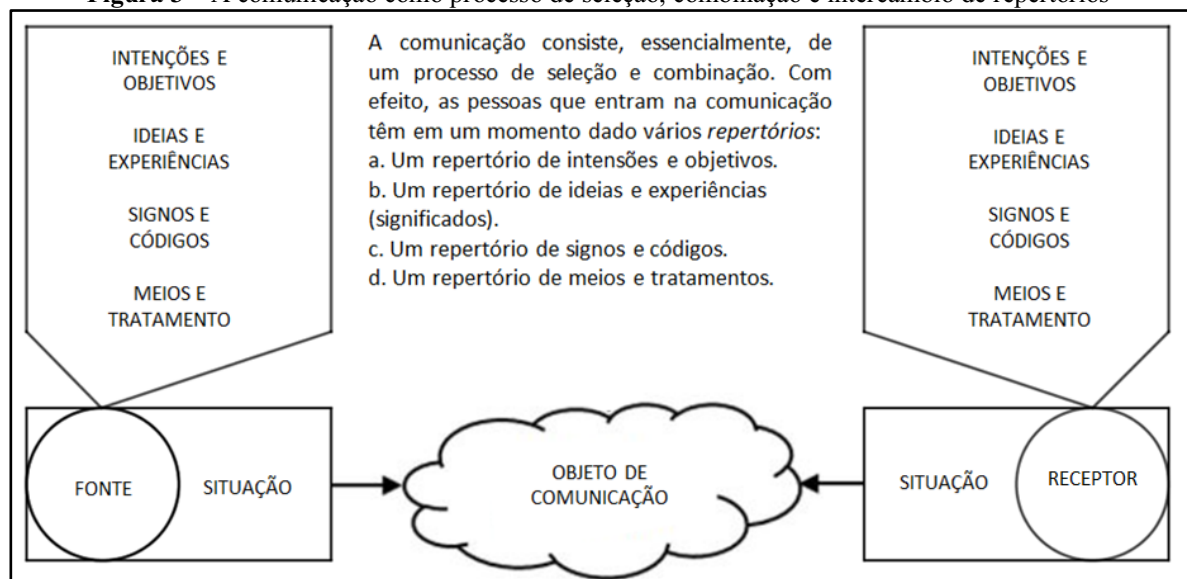 Figura 3 – A comunicação como processo de seleção, combinação e intercâmbio de repertórios
INTENÇÕES E
OBJETIVOS
IDEIAS E
EXPERIÊNCIAS
SIGNOS E
CÓDIGOS
MEIOS E
TRATAMENTO
A comunicação consiste, essencialmente, de
um processo de seleção e combinação. Com
efeito, as pessoas que entram na comunicação
têm em um momento dado vários repertórios:
a. Um repertório de intensões e objetivos.
b. Um repertório de ideias e experiências
(significados).
c. Um repertório de signos e códigos.
d. Um repertório de meios e tratamentos.
INTENÇÕES E
OBJETIVOS
IDEIAS E
EXPERIÊNCIAS
SIGNOS E
CÓDIGOS
MEIOS E
TRATAMENTO
FONTE
SITUAÇÃO
OBJETO DE
COMUNICAÇÃO
SITUAÇÃO
RECEPTOR